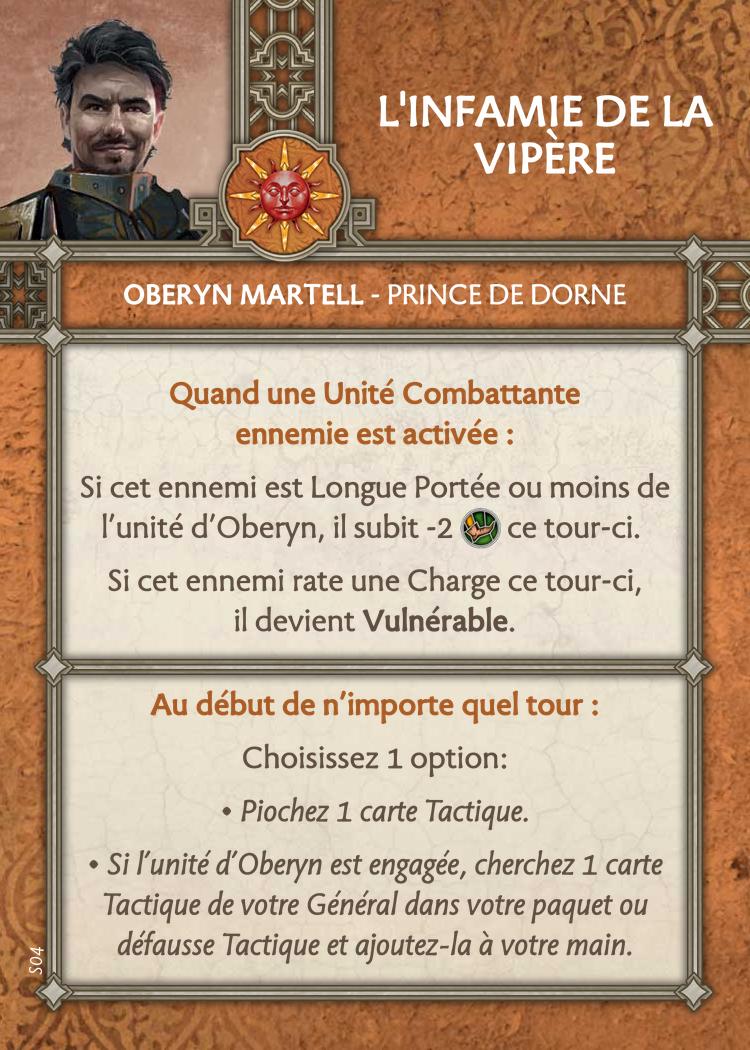 L'INFAMIE DE LA
VIPÈRE
OBERYN MARTELL - PRINCE DE DORNE
Quand une Unité Combattante
ennemie est activée :
Si cet ennemi est Longue Portée ou moins de
l'unité d'Oberyn, il subit -2 ce tour-ci.
Si cet ennemi rate une Charge ce tour-ci,
il devient Vulnérable.
Au début de n'importe quel tour :
Choisissez 1 option:
• Piochez 1 carte Tactique.
• Si l'unité d'Oberyn est engagée, cherchez 1 carte
Tactique de votre Général dans votre paquet ou
défausse Tactique et ajoutez-la à votre main.
S04